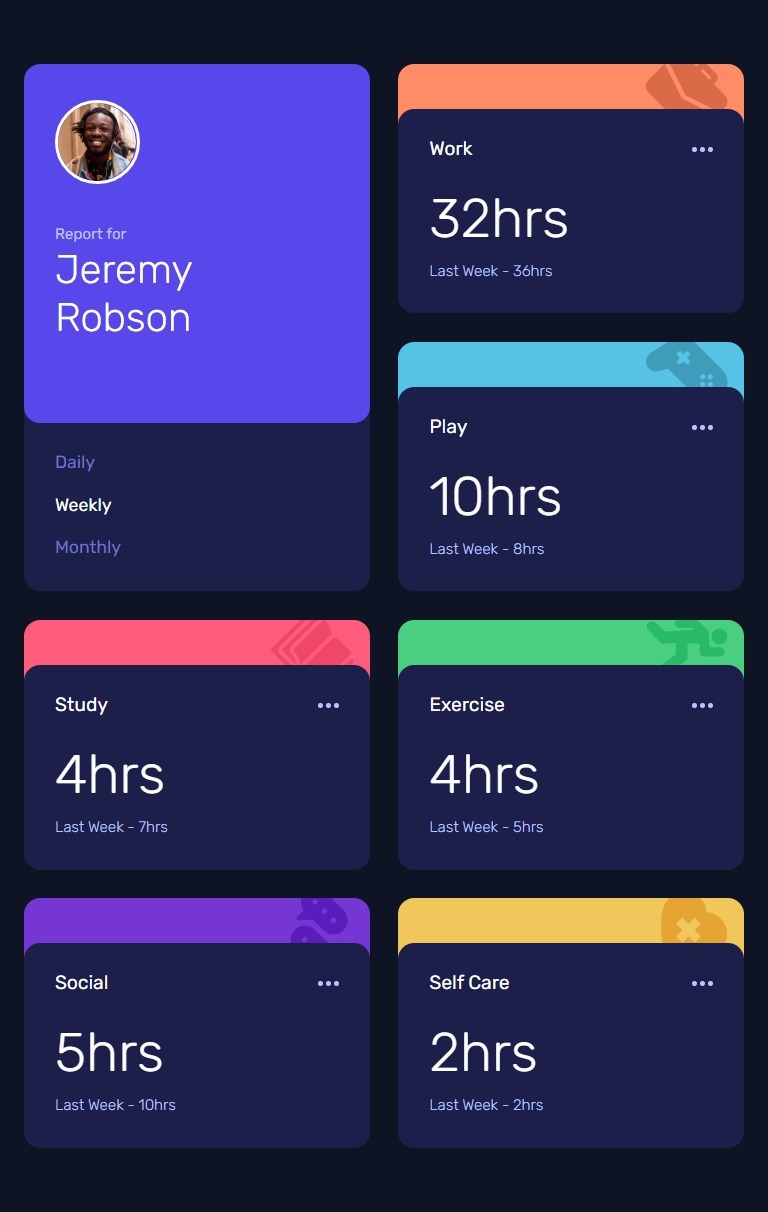 Report for
Jeremy
Robson
Daily
Weekly
Monthly
Work
32hrs
Last Week - 36hrs
Play
10hrs
Last Week - 8hrs
Study
4hrs
Last Week - 7hrs
Exercise
4hrs
Last Week - 5hrs
Social
5hrs
Last Week - 10hrs
Self Care
2hrs
Last Week - 2hrs